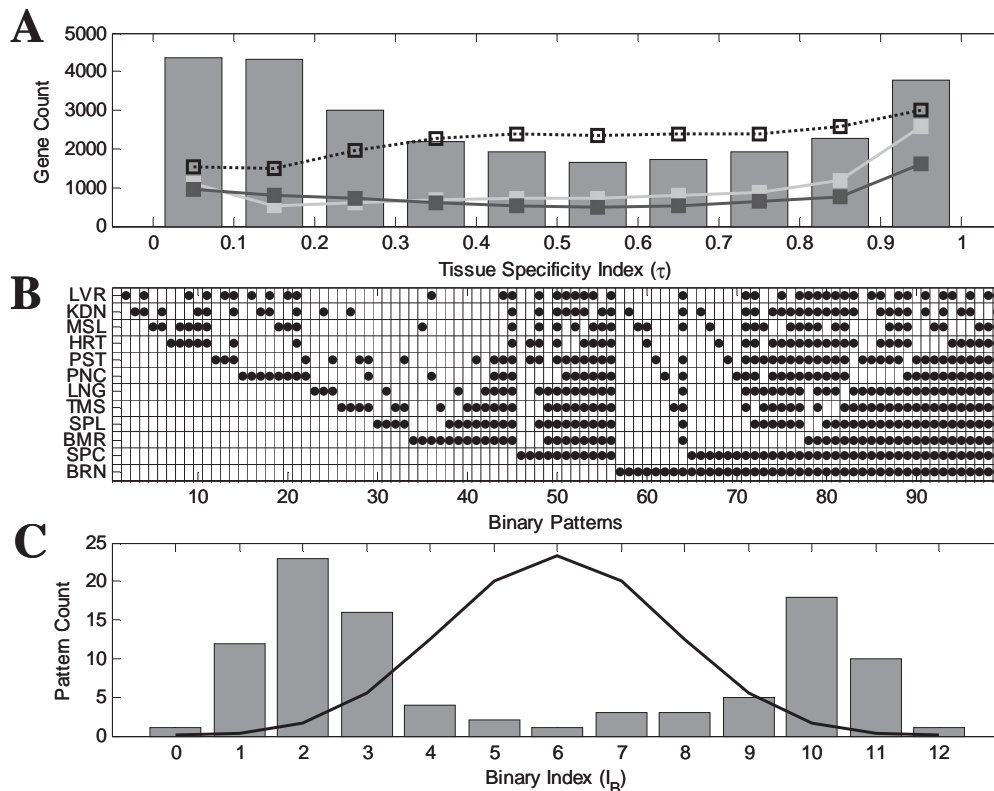 A
5000
4000
3000
2000
1000
0
Gene Count
0 0.1 0.2 0.3 0.4 0.5 0.6 0.7 0.8 0.9 1
Tissue Specificity Index (τ)
B
LVR
KDN
MSL
HRT
PST
PNC
LNG
TMS
SPL
BMR
SPC
BRN
10 20 30 40 50 60 70 80 90
Binary Patterns
C
25
20
15
10
5
0
Pattern Count
0 1 2 3 4 5 6 7 8 9 10 11 12
Binary Index (I_B)